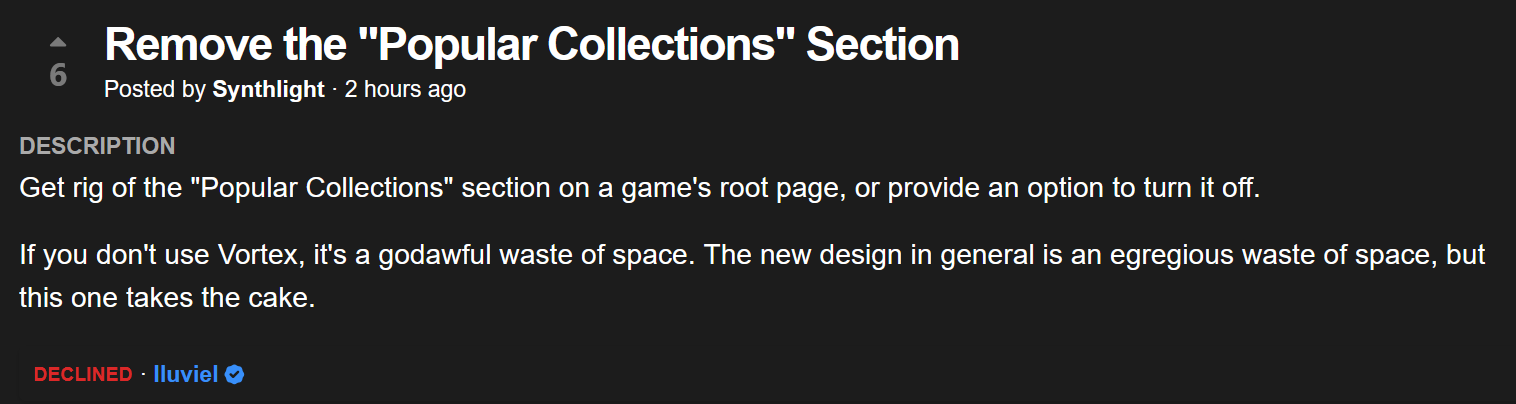 Remove the "Popular Collections" Section
6
Posted by Synthlight · 2 hours ago
DESCRIPTION
Get rig of the "Popular Collections" section on a game's root page, or provide an option to turn it off.
If you don't use Vortex, it's a godawful waste of space. The new design in general is an egregious waste of space, but
this one takes the cake.
DECLINED · lluviel